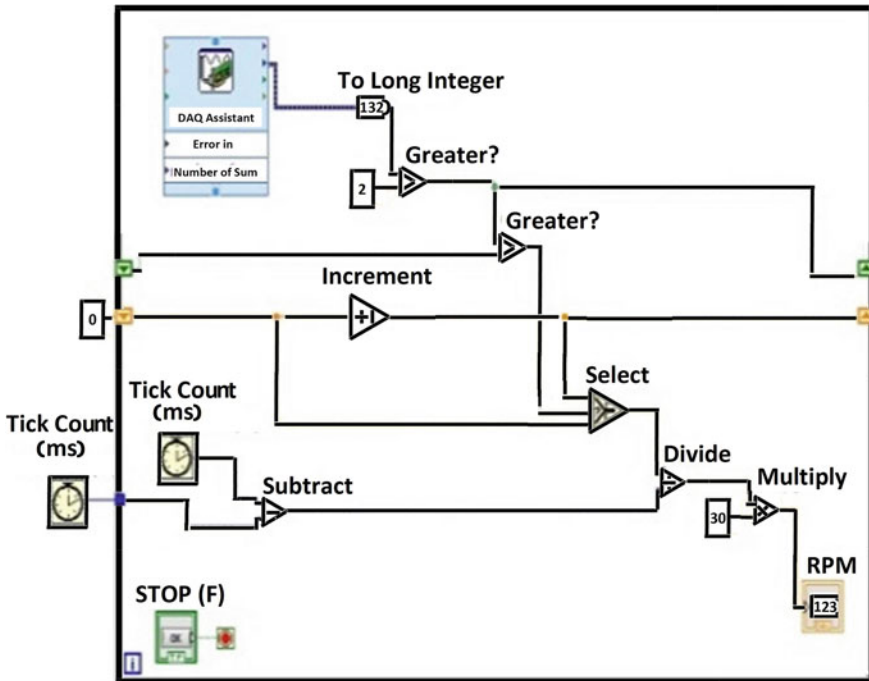 To Long Integer
DAQ Assistant
132
Error in
Greater?
Number of Sum
2
Greater?
Increment
0
Select
Tick Count
(ms)
Tick Count
(ms)
Divide
Subtract
Multiply
30
RPM
123
STOP (F)
OK
TF
i